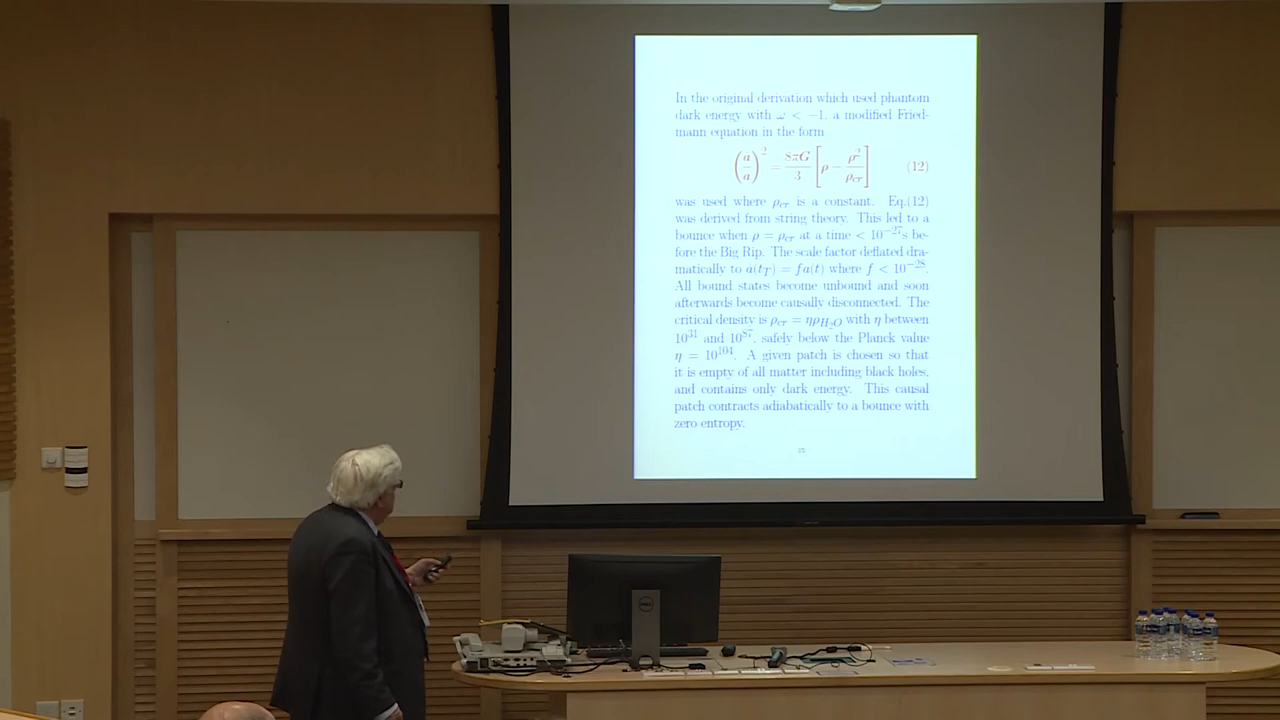 In the original derivation which used phantom
dark energy with ω < −1, a modified Fried-
mann equation in the form
(ȧ/a)² = 8πG/3 [ρ − ρ²/ρcr] (12)
was used where ρcr is a constant. Eq.(12)
was derived from string theory. This led to a
bounce when ρ = ρcr at a time < 10⁻²⁷s be-
fore the Big Rip. The scale factor deflated dra-
matically to a(tT) = fa(t) where f < 10⁻²⁸.
All bound states become unbound and soon
afterwards become causally disconnected. The
critical density is ρcr = ηρH₂O with η between
10³¹ and 10⁸⁷, safely below the Planck value
η = 10¹⁰⁴. A given patch is chosen so that
it is empty of all matter including black holes,
and contains only dark energy. This causal
patch contracts adiabatically to a bounce with
zero entropy.
DELL